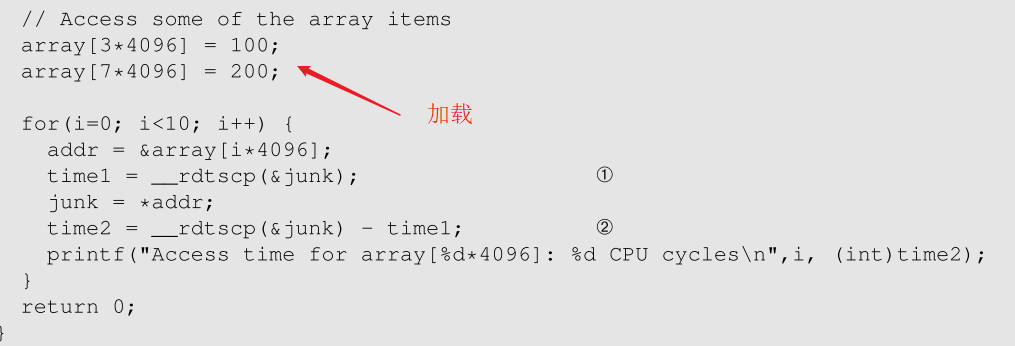 // Access some of the array items
array[3*4096] = 100;
array[7*4096] = 200;
加载
for(i=0; i<10; i++) {
addr = &array[i*4096];
time1 = __rdtscp(&junk); ①
junk = *addr;
time2 = __rdtscp(&junk) - time1; ②
printf("Access time for array[%d*4096]: %d CPU cycles\n",i, (int)time2);
}
return 0;
}